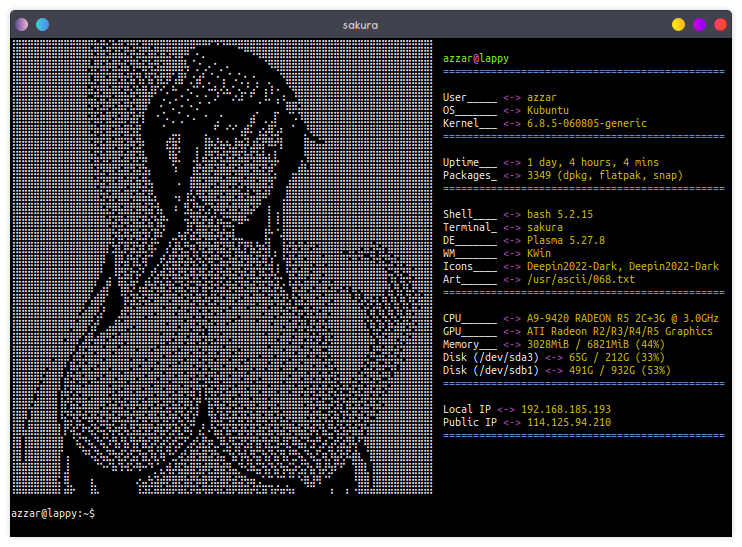 sakura
azzar@lappy
===============================================
User_____ <-> azzar
OS_______ <-> Kubuntu
Kernel___ <-> 6.8.5-060805-generic
===============================================
Uptime___ <-> 1 day, 4 hours, 4 mins
Packages_ <-> 3349 (dpkg, flatpak, snap)
===============================================
Shell____ <-> bash 5.2.15
Terminal_ <-> sakura
DE_______ <-> Plasma 5.27.8
WM_______ <-> KWin
Icons____ <-> Deepin2022-Dark, Deepin2022-Dark
Art______ <-> /usr/ascii/068.txt
===============================================
CPU______ <-> A9-9420 RADEON R5 2C+3G @ 3.0GHz
GPU______ <-> ATI Radeon R2/R3/R4/R5 Graphics
Memory___ <-> 3028MiB / 6821MiB (44%)
Disk (/dev/sda3) <-> 65G / 212G (33%)
Disk (/dev/sdb1) <-> 491G / 932G (53%)
===============================================
Local IP <-> 192.168.185.193
Public IP <-> 114.125.94.210
===============================================
azzar@lappy:~$